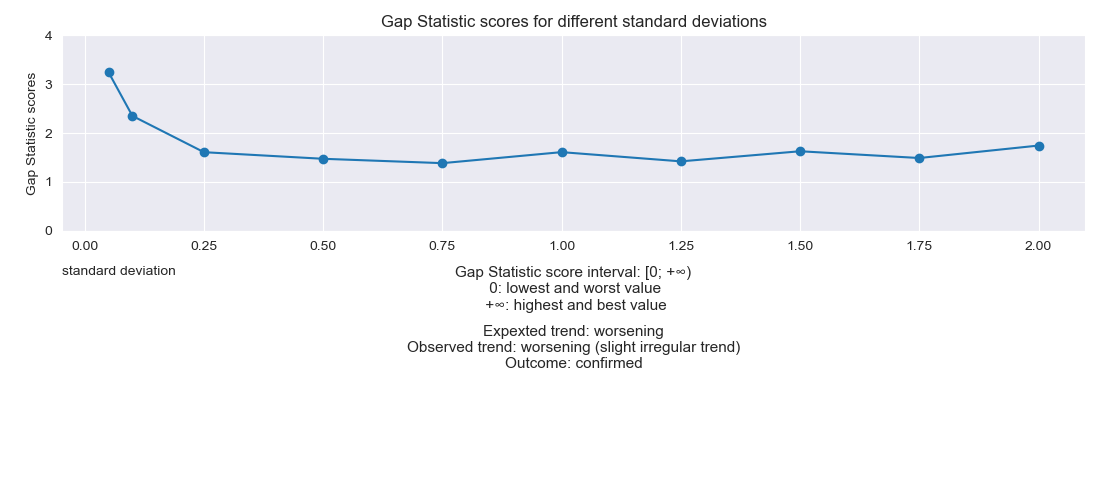 Gap Statistic scores for different standard deviations
Gap Statistic scores
4
3
2
1
0
0.00 0.25 0.50 0.75 1.00 1.25 1.50 1.75 2.00
standard deviation
Gap Statistic score interval: [0; +∞)
0: lowest and worst value
+∞: highest and best value
Expexted trend: worsening
Observed trend: worsening (slight irregular trend)
Outcome: confirmed